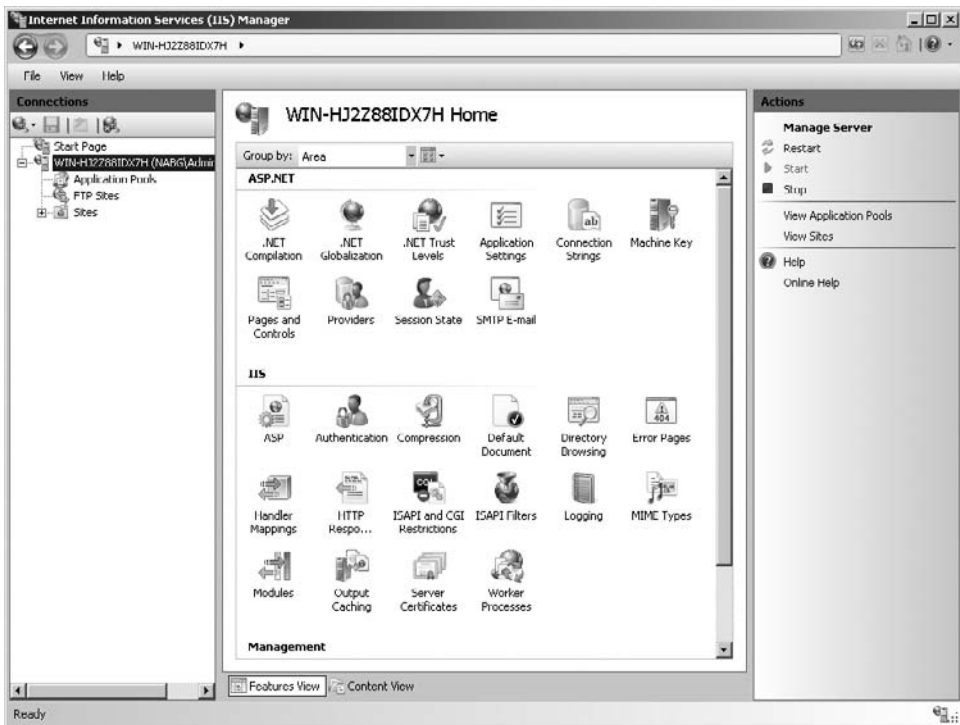 Internet Information Services (IIS) Manager
WIN-HJ2Z88IDX7H
File View Help
Connections
Start Page
WIN-HJ2Z88IDX7H (NABG\Admin
Application Pools
FTP Sites
Sites
WIN-HJ2Z88IDX7H Home
Group by: Area
ASP.NET
.NET Compilation
.NET Globalization
.NET Trust Levels
Application Settings
Connection Strings
Machine Key
Pages and Controls
Providers
Session State
SMTP E-mail
IIS
ASP
Authentication
Compression
Default Document
Directory Browsing
Error Pages
Handler Mappings
HTTP Respo...
ISAPI and CGI Restrictions
ISAPI Filters
Logging
MIME Types
Modules
Output Caching
Server Certificates
Worker Processes
Management
Features View
Content View
Actions
Manage Server
Restart
Start
Stop
View Application Pools
View Sites
Help
Online Help
Ready